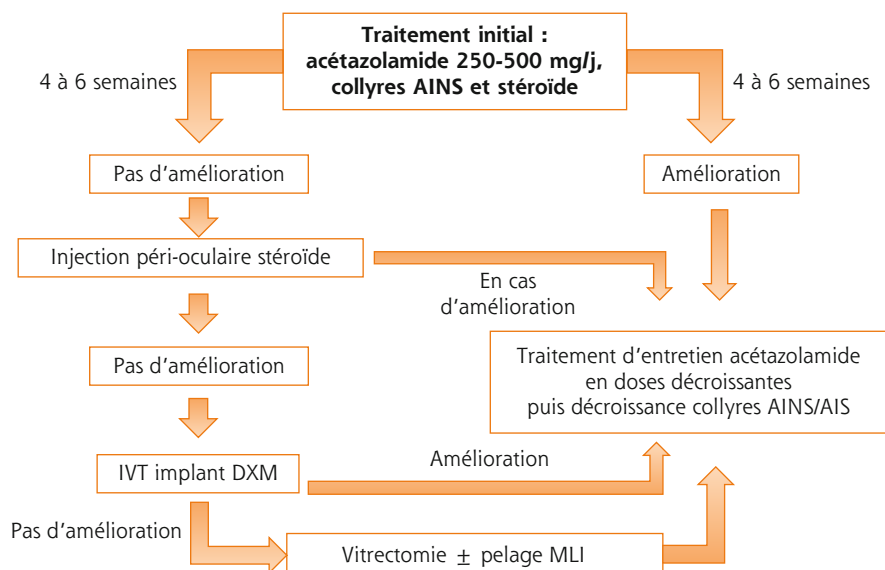 Traitement initial :
acétazolamide 250-500 mg/j,
collyres AINS et stéroïde
4 à 6 semaines
4 à 6 semaines
Pas d’amélioration
Amélioration
Injection péri-oculaire stéroïde
En cas
d’amélioration
Pas d’amélioration
Traitement d’entretien acétazolamide
en doses décroissantes
puis décroissance collyres AINS/AIS
IVT implant DXM
Amélioration
Pas d’amélioration
Vitrectomie ± pelage MLI